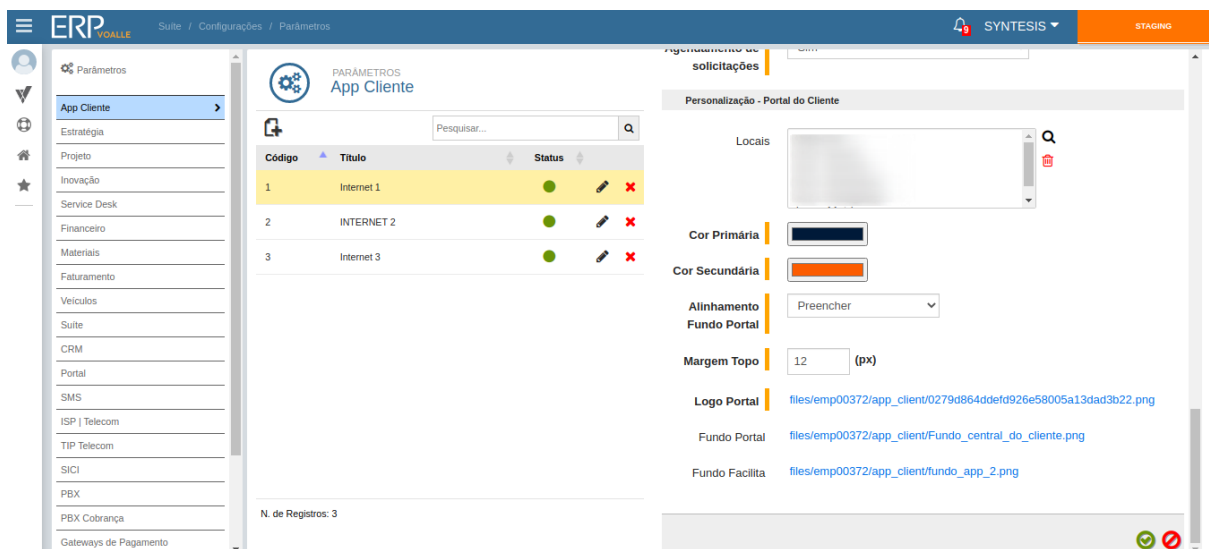 ERP VOALLE
Suíte / Configurações / Parâmetros
9
SYNTESIS
STAGING
Parâmetros
App Cliente
Estratégia
Projeto
Inovação
Service Desk
Financeiro
Materiais
Faturamento
Veículos
Suíte
CRM
Portal
SMS
ISP | Telecom
TIP Telecom
SICI
PBX
PBX Cobrança
Gateways de Pagamento
PARÂMETROS
App Cliente
Pesquisar...
Código Título Status
1 Internet 1
2 INTERNET 2
3 Internet 3
N. de Registros: 3
Agendamento de
solicitações
Sim
Personalização - Portal do Cliente
Locais
Cor Primária
Cor Secundária
Alinhamento
Fundo Portal
Preencher
Margem Topo 12 (px)
Logo Portal files/emp00372/app_client/0279d864ddefd926e58005a13dad3b22.png
Fundo Portal files/emp00372/app_client/Fundo_central_do_cliente.png
Fundo Facilita files/emp00372/app_client/fundo_app_2.png